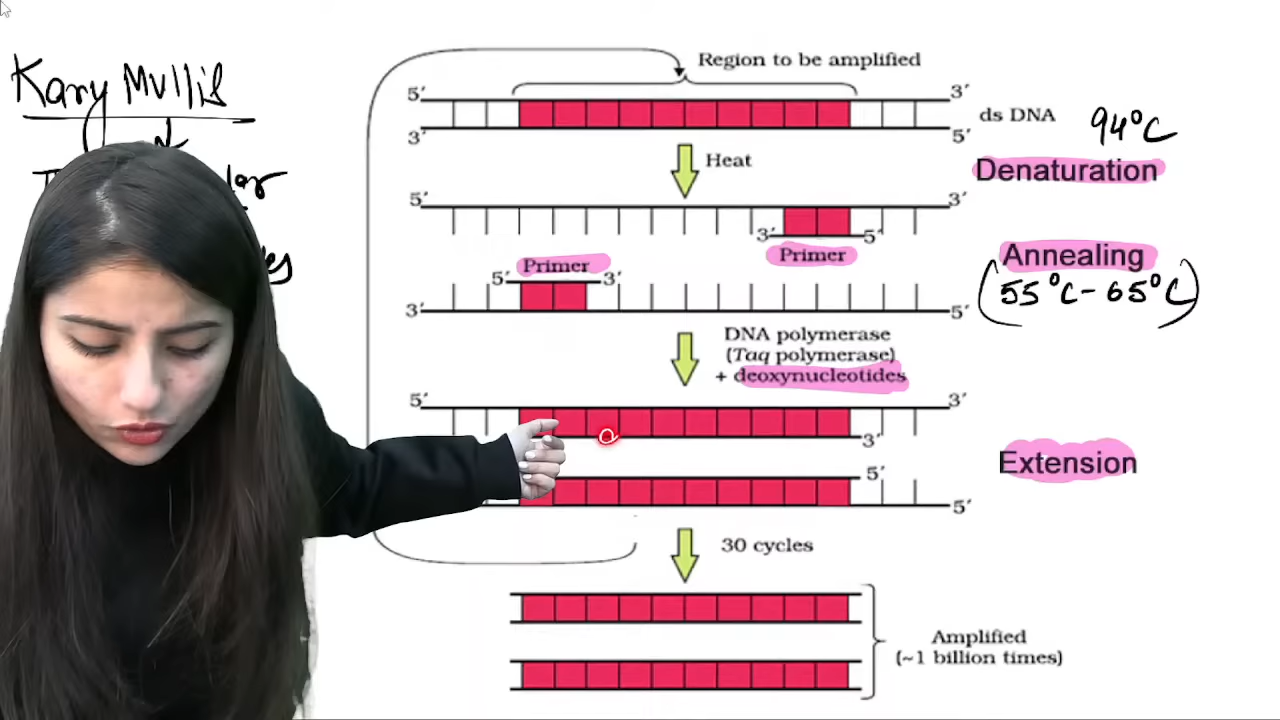 Kary Mullis
Region to be amplified
5′
3′
3′
5′
ds DNA
94°C
Heat
Denaturation
5′
3′
3′
5′
Primer
Primer
5′
3′
3′
5′
Annealing
(55°C - 65°C)
DNA polymerase
(Taq polymerase)
+ deoxynucleotides
5′
3′
3′
Extension
5′
5′
30 cycles
Amplified
(~1 billion times)